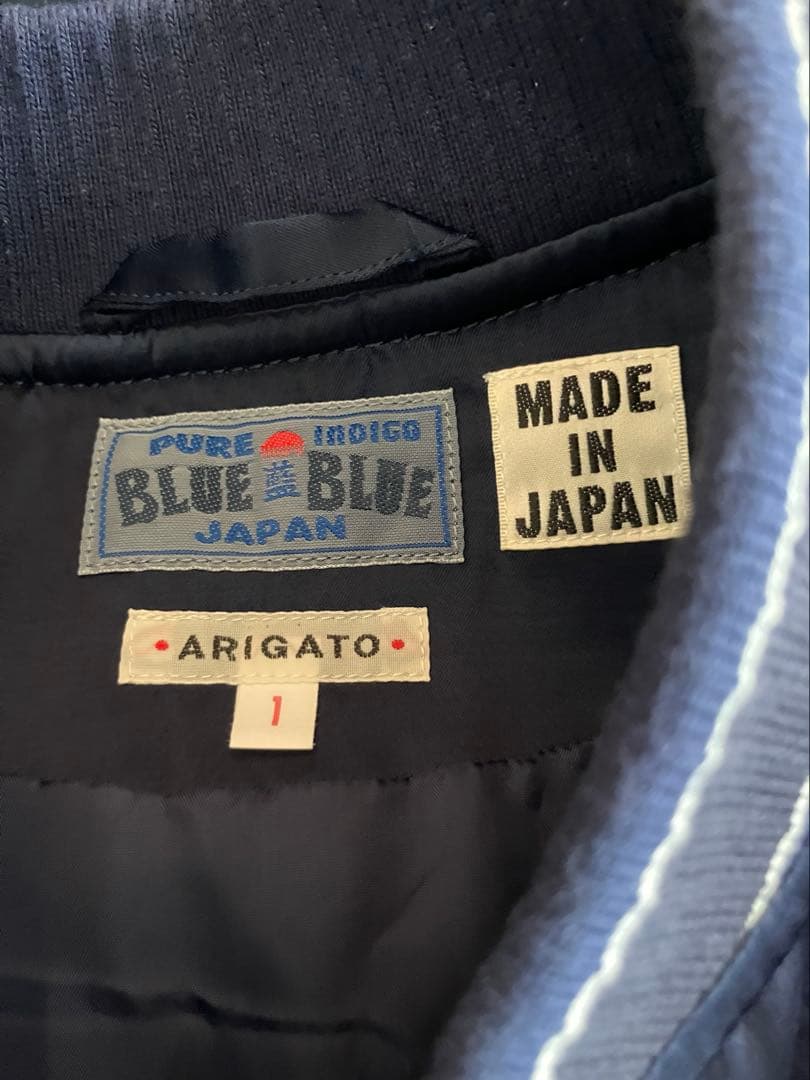 PURE INDIGO
BLUE 藍 BLUE
JAPAN
MADE
IN
JAPAN
• ARIGATO •
1